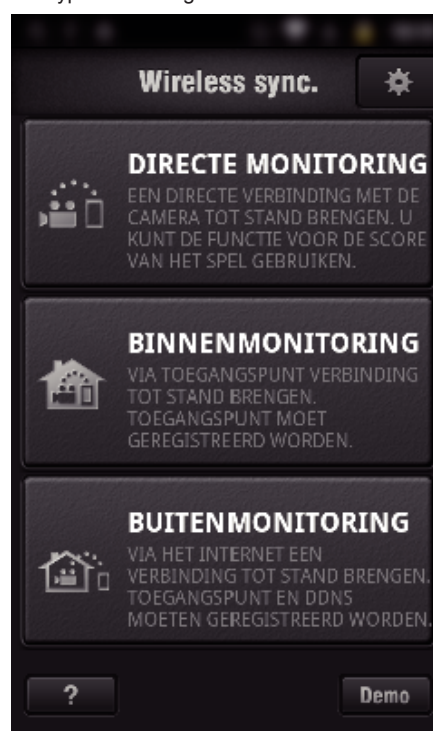 Wireless sync.
DIRECTE MONITORING
EEN DIRECTE VERBINDING MET DE
CAMERA TOT STAND BRENGEN. U
KUNT DE FUNCTIE VOOR DE SCORE
VAN HET SPEL GEBRUIKEN.
BINNENMONITORING
VIA TOEGANGSPUNT VERBINDING
TOT STAND BRENGEN.
TOEGANGSPUNT MOET
GEREGISTREERD WORDEN.
BUITENMONITORING
VIA HET INTERNET EEN
VERBINDING TOT STAND BRENGEN.
TOEGANGSPUNT EN DDNS
MOETEN GEREGISTREERD WORDEN.
? Demo